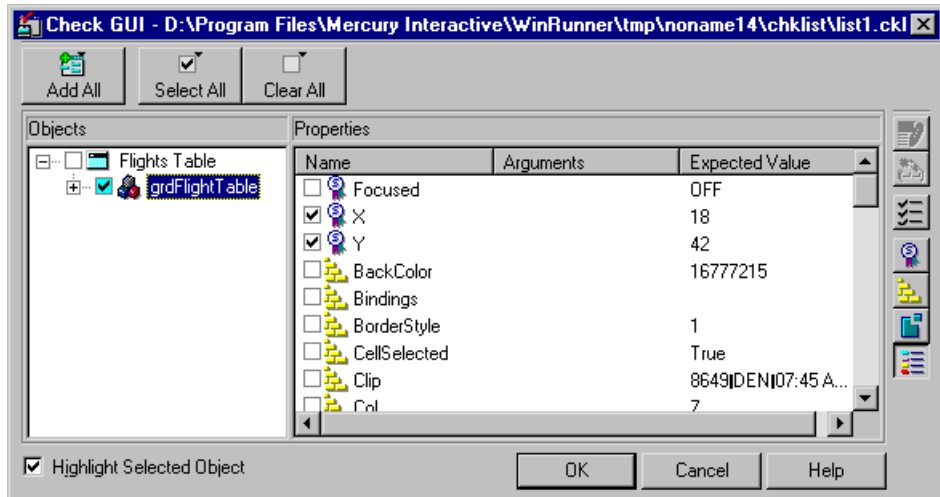 Check GUI - D:\Program Files\Mercury Interactive\WinRunner\tmp\noname14\chklist\list1.ckl
Add All Select All Clear All
Objects Properties
Flights Table
grdFlightTable
Name Arguments Expected Value
Focused OFF
X 18
Y 42
BackColor 16777215
Bindings
BorderStyle 1
CellSelected True
Clip 8649|DEN|07:45 A...
Col 7
Highlight Selected Object
OK Cancel Help